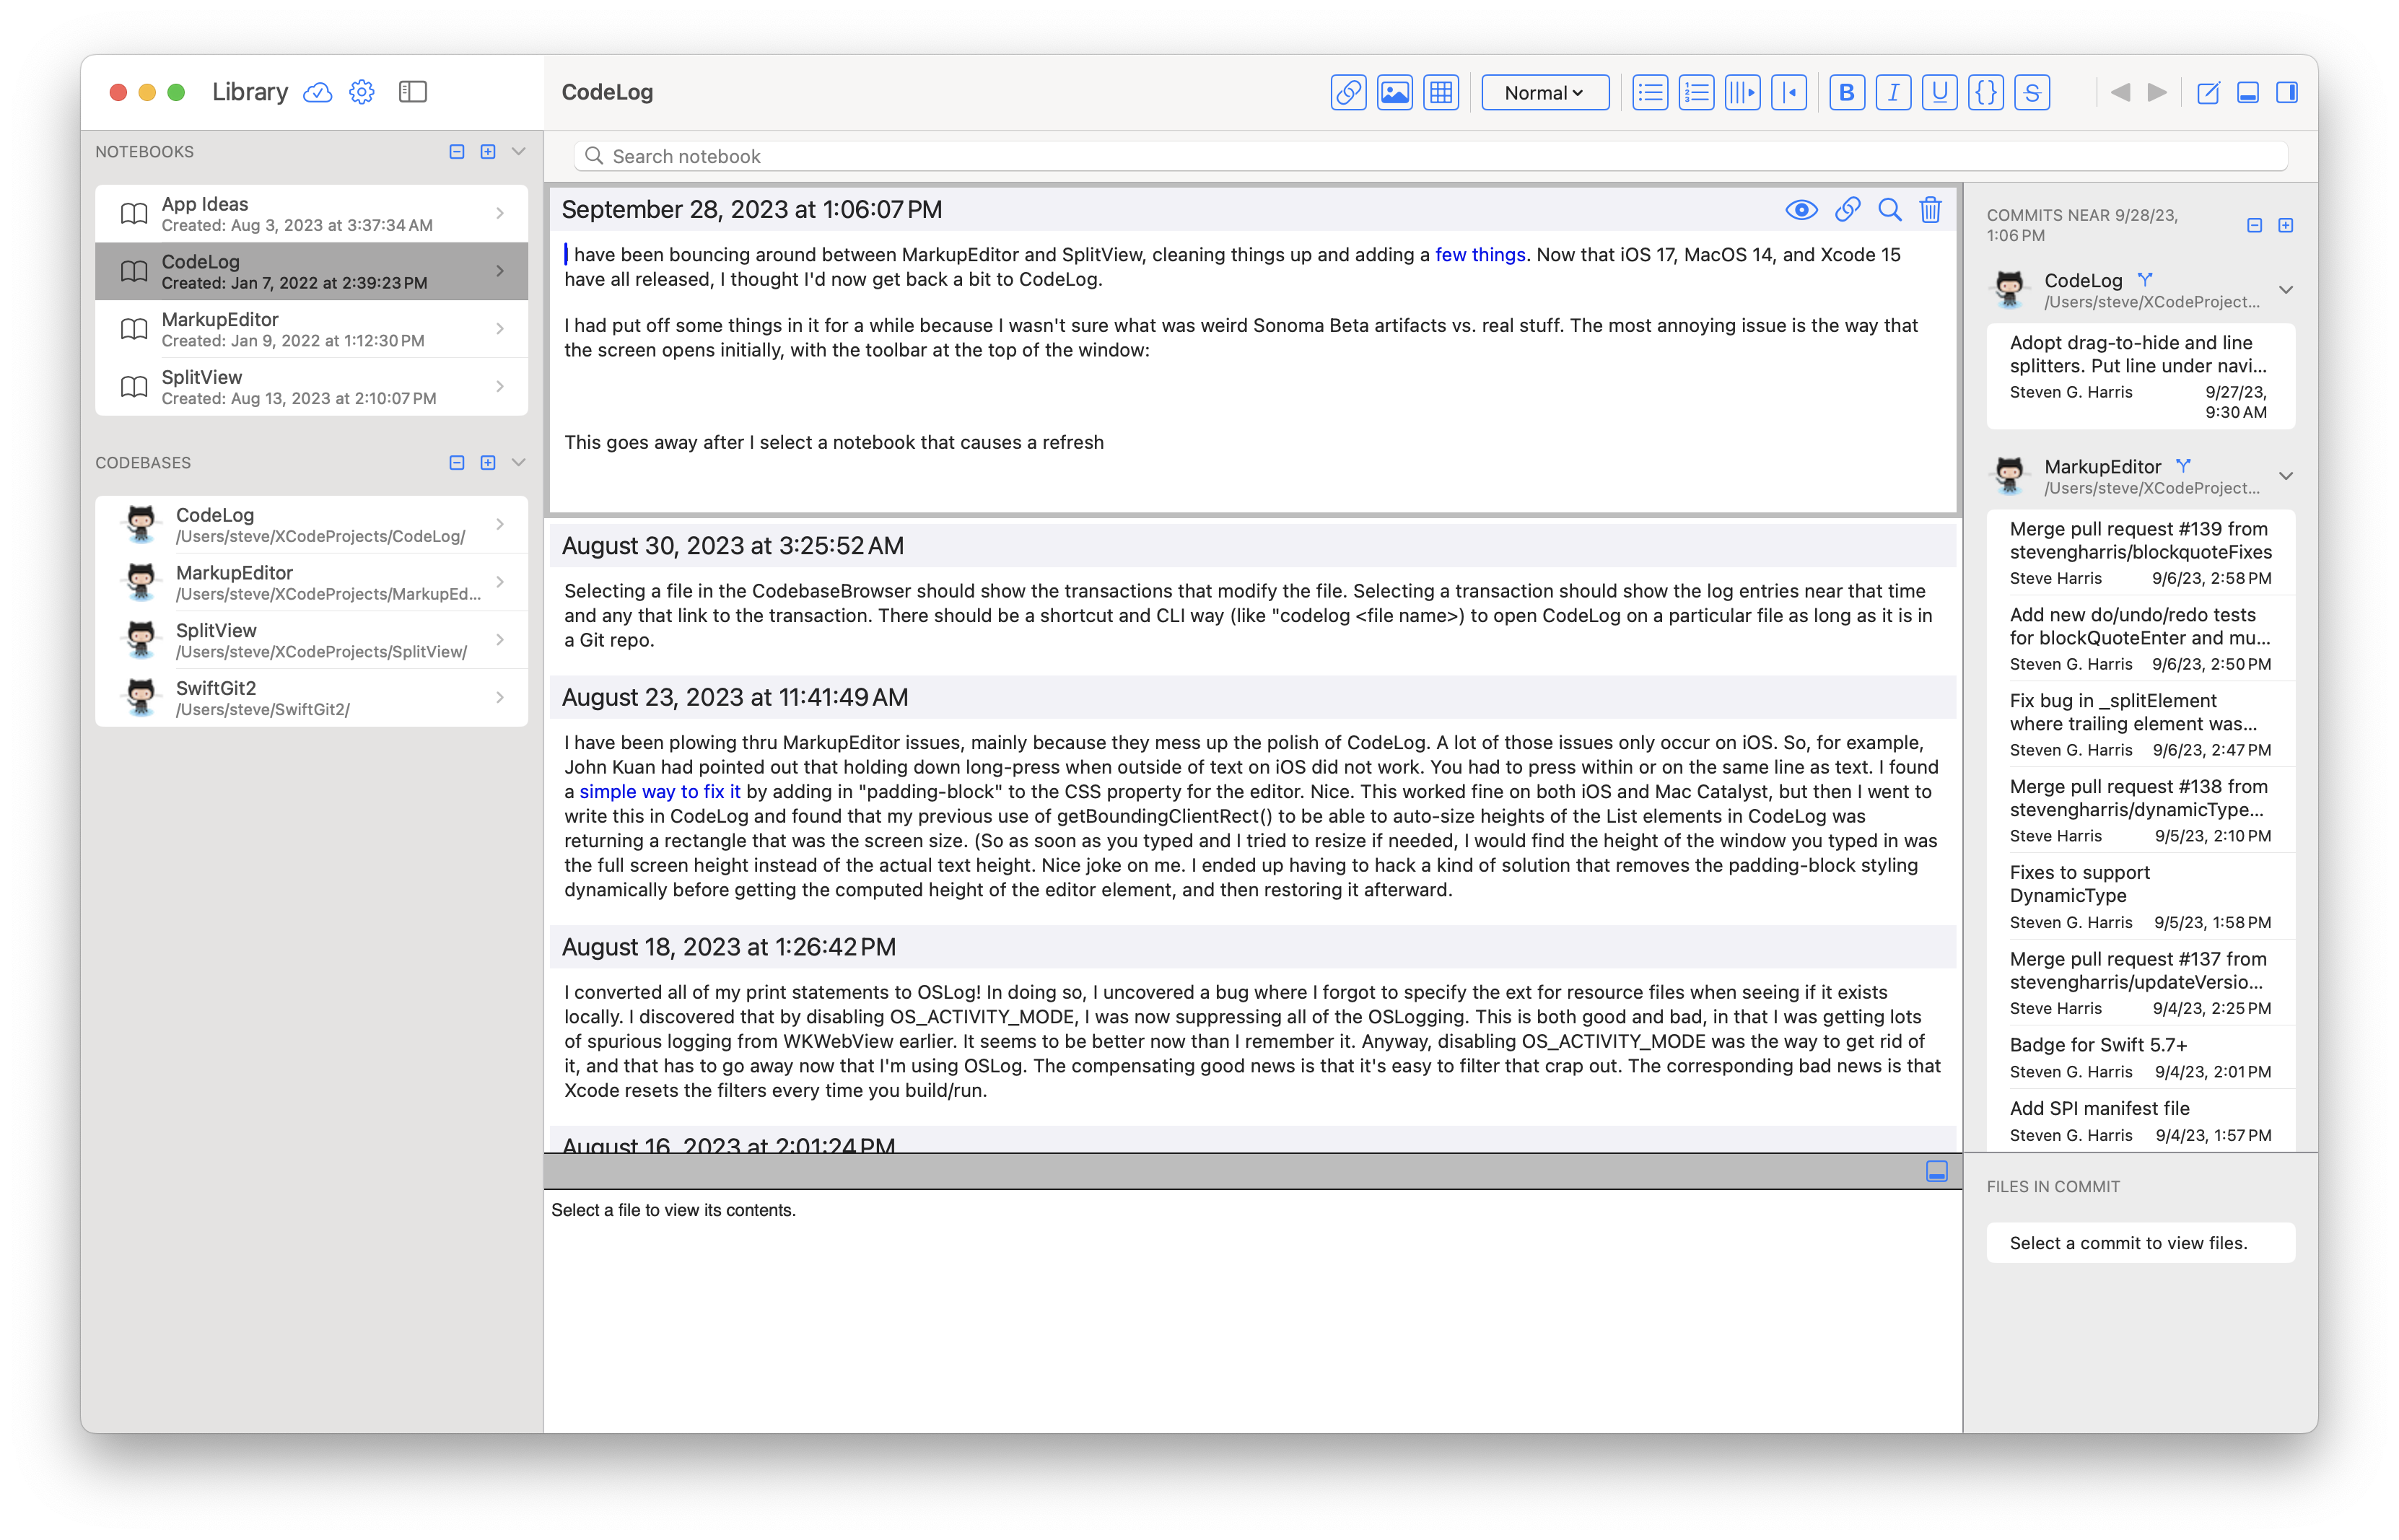 Library
CodeLog
Normal
B I U {} S
NOTEBOOKS
App Ideas
Created: Aug 3, 2023 at 3:37:34 AM
CodeLog
Created: Jan 7, 2022 at 2:39:23 PM
MarkupEditor
Created: Jan 9, 2022 at 1:12:30 PM
SplitView
Created: Aug 13, 2023 at 2:10:07 PM
CODEBASES
CodeLog
/Users/steve/XCodeProjects/CodeLog/
MarkupEditor
/Users/steve/XCodeProjects/MarkupEd...
SplitView
/Users/steve/XCodeProjects/SplitView/
SwiftGit2
/Users/steve/SwiftGit2/
Search notebook
September 28, 2023 at 1:06:07 PM
I have been bouncing around between MarkupEditor and SplitView, cleaning things up and adding a few things. Now that iOS 17, MacOS 14, and Xcode 15
have all released, I thought I'd now get back a bit to CodeLog.
I had put off some things in it for a while because I wasn't sure what was weird Sonoma Beta artifacts vs. real stuff. The most annoying issue is the way that
the screen opens initially, with the toolbar at the top of the window:
This goes away after I select a notebook that causes a refresh
August 30, 2023 at 3:25:52 AM
Selecting a file in the CodebaseBrowser should show the transactions that modify the file. Selecting a transaction should show the log entries near that time
and any that link to the transaction. There should be a shortcut and CLI way (like "codelog <file name>) to open CodeLog on a particular file as long as it is in
a Git repo.
August 23, 2023 at 11:41:49 AM
I have been plowing thru MarkupEditor issues, mainly because they mess up the polish of CodeLog. A lot of those issues only occur on iOS. So, for example,
John Kuan had pointed out that holding down long-press when outside of text on iOS did not work. You had to press within or on the same line as text. I found
a simple way to fix it by adding in "padding-block" to the CSS property for the editor. Nice. This worked fine on both iOS and Mac Catalyst, but then I went to
write this in CodeLog and found that my previous use of getBoundingClientRect() to be able to auto-size heights of the List elements in CodeLog was
returning a rectangle that was the screen size. (So as soon as you typed and I tried to resize if needed, I would find the height of the window you typed in was
the full screen height instead of the actual text height. Nice joke on me. I ended up having to hack a kind of solution that removes the padding-block styling
dynamically before getting the computed height of the editor element, and then restoring it afterward.
August 18, 2023 at 1:26:42 PM
I converted all of my print statements to OSLog! In doing so, I uncovered a bug where I forgot to specify the ext for resource files when seeing if it exists
locally. I discovered that by disabling OS_ACTIVITY_MODE, I was now suppressing all of the OSLogging. This is both good and bad, in that I was getting lots
of spurious logging from WKWebView earlier. It seems to be better now than I remember it. Anyway, disabling OS_ACTIVITY_MODE was the way to get rid of
it, and that has to go away now that I'm using OSLog. The compensating good news is that it's easy to filter that crap out. The corresponding bad news is that
Xcode resets the filters every time you build/run.
August 16, 2023 at 2:01:24 PM
Select a file to view its contents.
COMMITS NEAR 9/28/23,
1:06 PM
CodeLog
/Users/steve/XCodeProject...
Adopt drag-to-hide and line
splitters. Put line under navi...
Steven G. Harris 9/27/23,
9:30 AM
MarkupEditor
/Users/steve/XCodeProject...
Merge pull request #139 from
stevengharris/blockquoteFixes
Steve Harris 9/6/23, 2:58 PM
Add new do/undo/redo tests
for blockQuoteEnter and mu...
Steven G. Harris 9/6/23, 2:50 PM
Fix bug in _splitElement
where trailing element was...
Steven G. Harris 9/6/23, 2:47 PM
Merge pull request #138 from
stevengharris/dynamicType...
Steve Harris 9/5/23, 2:10 PM
Fixes to support
DynamicType
Steven G. Harris 9/5/23, 1:58 PM
Merge pull request #137 from
stevengharris/updateVersio...
Steve Harris 9/4/23, 2:25 PM
Badge for Swift 5.7+
Steven G. Harris 9/4/23, 2:01 PM
Add SPI manifest file
Steven G. Harris 9/4/23, 1:57 PM
FILES IN COMMIT
Select a commit to view files.